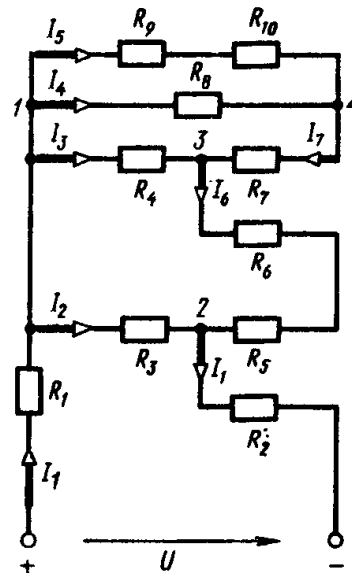 I5 R9 R10
1 I4 R8 4
I3 R4 3 I6 R7 I7
R6
I2 R3 2 I1 R5
R1 R2
I1
+ U −